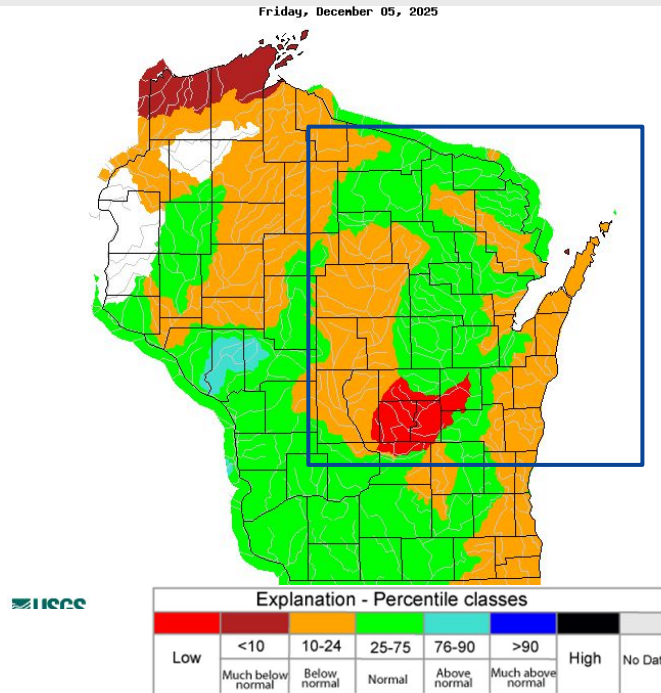 Friday, December 05, 2025
USGS
Explanation - Percentile classes
Low
<10
10-24
25-75
76-90
>90
High
No Dat
Much below normal
Below normal
Normal
Above normal
Much above normal